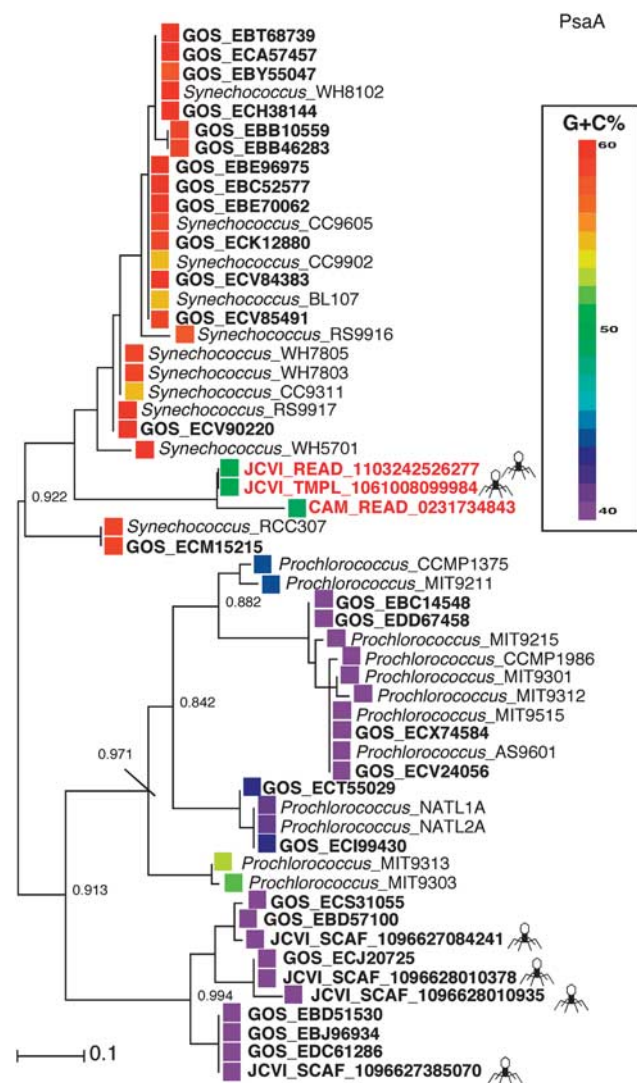 PsaA
GOS_EBT68739
GOS_ECA57457
GOS_EBY55047
Synechococcus_WH8102
GOS_ECH38144
GOS_EBB10559
GOS_EBB46283
GOS_EBE96975
GOS_EBC52577
GOS_EBE70062
Synechococcus_CC9605
GOS_ECK12880
Synechococcus_CC9902
GOS_ECV84383
Synechococcus_BL107
GOS_ECV85491
Synechococcus_RS9916
Synechococcus_WH7805
Synechococcus_WH7803
Synechococcus_CC9311
Synechococcus_RS9917
GOS_ECV90220
Synechococcus_WH5701
JCVI_READ_1103242526277
JCVI_TMPL_1061008099984
CAM_READ_0231734843
0.922
Synechococcus_RCC307
GOS_ECM15215
Prochlorococcus_CCMP1375
Prochlorococcus_MIT9211
0.882
GOS_EBC14548
GOS_EDD67458
Prochlorococcus_MIT9215
Prochlorococcus_CCMP1986
Prochlorococcus_MIT9301
Prochlorococcus_MIT9312
0.842
Prochlorococcus_MIT9515
GOS_ECX74584
Prochlorococcus_AS9601
GOS_ECV24056
0.971
GOS_ECT55029
Prochlorococcus_NATL1A
Prochlorococcus_NATL2A
GOS_ECI99430
Prochlorococcus_MIT9313
Prochlorococcus_MIT9303
0.913
GOS_ECS31055
GOS_EBD57100
JCVI_SCAF_1096627084241
GOS_ECJ20725
JCVI_SCAF_1096628010378
JCVI_SCAF_1096628010935
0.994
GOS_EBD51530
GOS_EBJ96934
GOS_EDC61286
JCVI_SCAF_1096627385070
0.1
G+C%
60
50
40